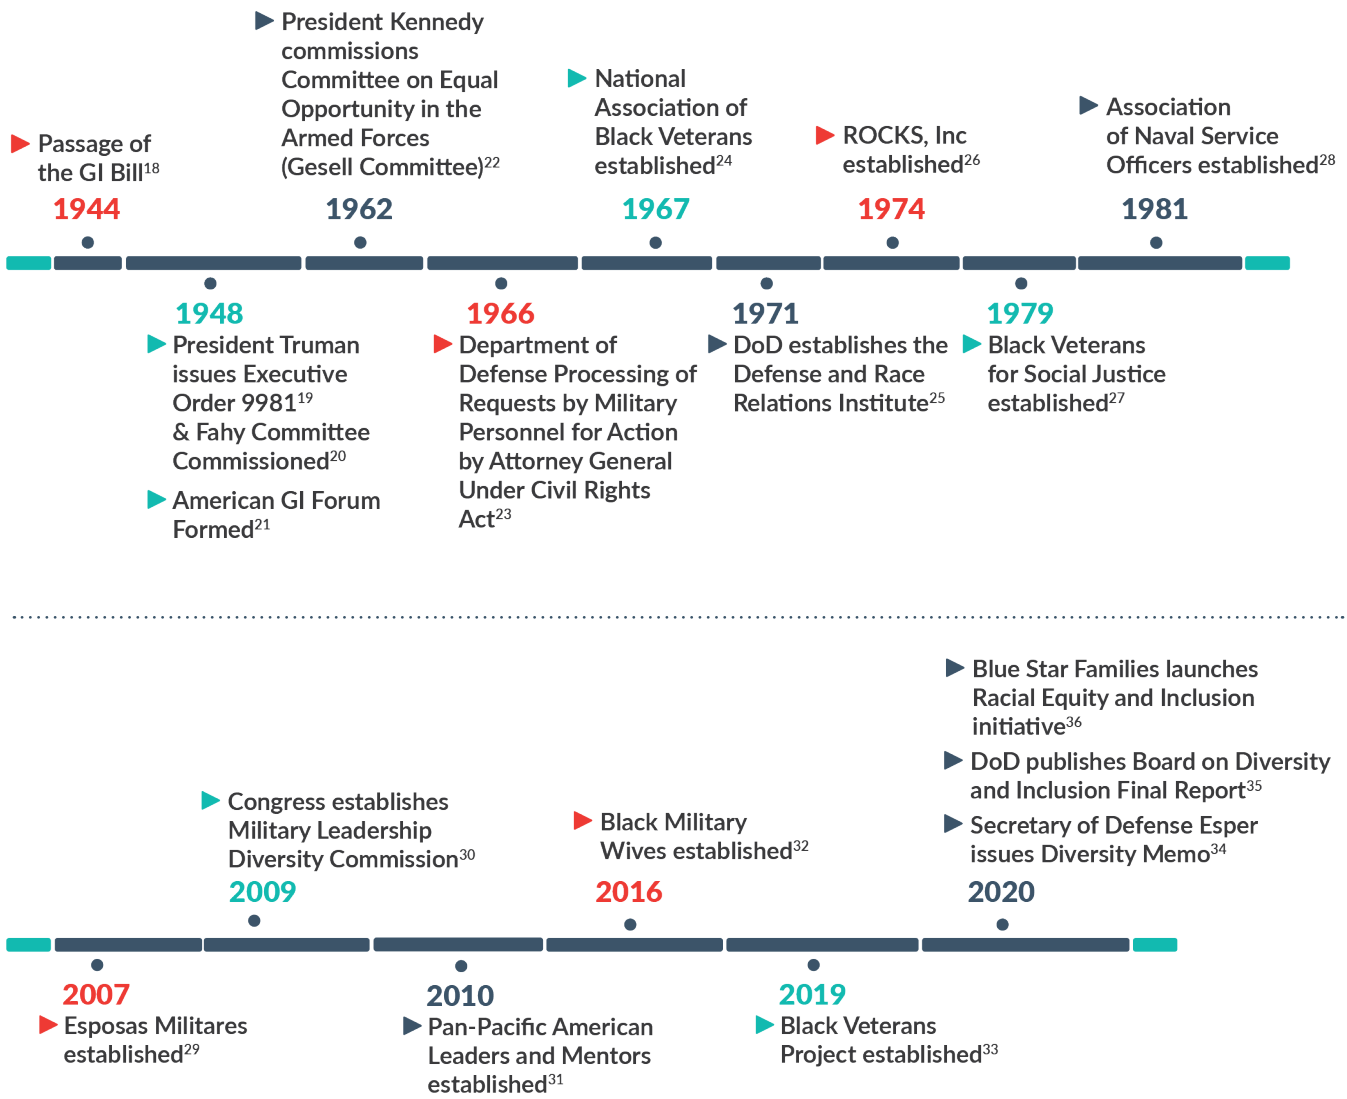 Passage of
the GI Bill18
1944
President Kennedy
commissions
Committee on Equal
Opportunity in the
Armed Forces
(Gesell Committee)22
1962
National
Association of
Black Veterans
established24
1967
ROCKS, Inc
established26
1974
Association
of Naval Service
Officers established28
1981
1948
President Truman
issues Executive
Order 998119
& Fahy Committee
Commissioned20
American GI Forum
Formed21
1966
Department of
Defense Processing of
Requests by Military
Personnel for Action
by Attorney General
Under Civil Rights
Act23
1971
DoD establishes the
Defense and Race
Relations Institute25
1979
Black Veterans
for Social Justice
established27
Congress establishes
Military Leadership
Diversity Commission30
2009
Black Military
Wives established32
2016
Blue Star Families launches
Racial Equity and Inclusion
initiative36
DoD publishes Board on Diversity
and Inclusion Final Report35
Secretary of Defense Esper
issues Diversity Memo34
2020
2007
Esposas Militares
established29
2010
Pan-Pacific American
Leaders and Mentors
established31
2019
Black Veterans
Project established33